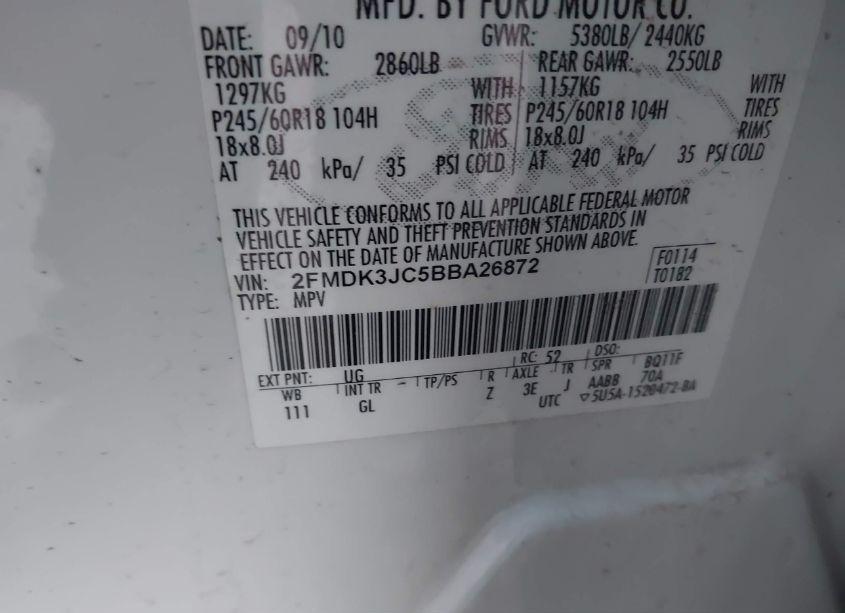 MFD. BY FORD MOTOR CO.
DATE: 09/10 GVWR: 5380LB/ 2440KG
FRONT GAWR: 2860LB REAR GAWR: 2550LB
1297KG WITH 1157KG WITH
P245/60R18 104H TIRES P245/60R18 104H TIRES
18x8.0J RIMS 18x8.0J RIMS
AT 240 kPa/ 35 PSI COLD AT 240 kPa/ 35 PSI COLD
THIS VEHICLE CONFORMS TO ALL APPLICABLE FEDERAL MOTOR
VEHICLE SAFETY AND THEFT PREVENTION STANDARDS IN
EFFECT ON THE DATE OF MANUFACTURE SHOWN ABOVE.
VIN: 2FMDK3JC5BBA26872 F0114
TYPE: MPV T0182
EXT PNT: UG RC: 52 DSO:
WB INT TR - TP/PS R AXLE TR SPR BQ11F
111 GL Z 3E J AABB 70A
UTC ▽5U5A-1520472-BA